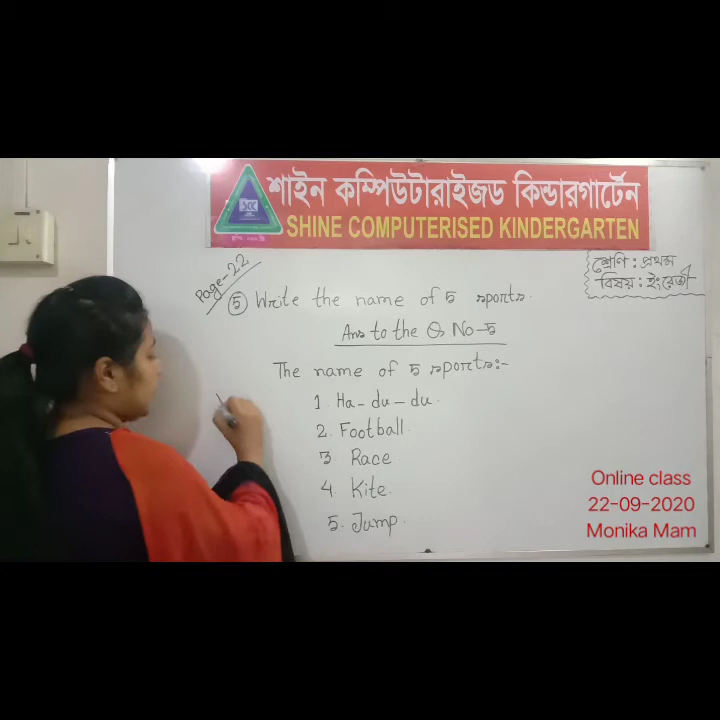 শাইন কম্পিউটারাইজড কিন্ডারগার্টেন
SHINE COMPUTERISED KINDERGARTEN
শ্রেণি : প্রথম
বিষয় : ইংরেজী
Page-22
5 Write the name of 5 sports.
Ans to the Q No-5
The name of 5 sports:-
1. Ha-du-du.
2. Football.
3. Race.
4. Kite.
5. Jump.
Online class
22-09-2020
Monika Mam